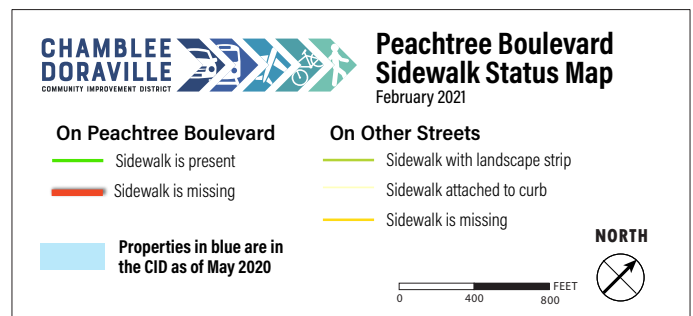 CHAMBLEE
DORAVILLE
COMMUNITY IMPROVEMENT DISTRICT
Peachtree Boulevard
Sidewalk Status Map
February 2021
On Peachtree Boulevard
Sidewalk is present
Sidewalk is missing
Properties in blue are in
the CID as of May 2020
On Other Streets
Sidewalk with landscape strip
Sidewalk attached to curb
Sidewalk is missing
NORTH
FEET
0 400 800